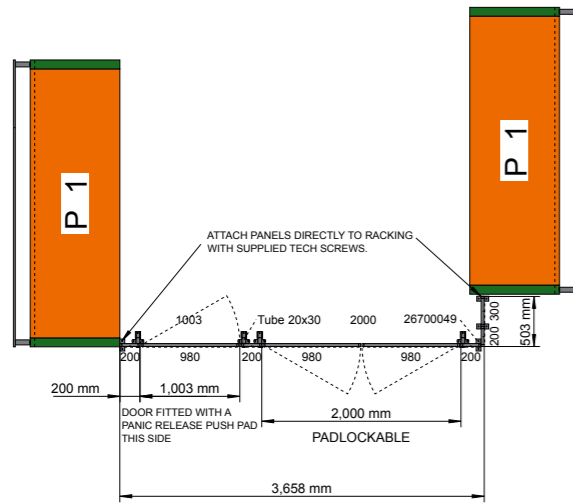 P 1
P 1
ATTACH PANELS DIRECTLY TO RACKING
WITH SUPPLIED TECH SCREWS.
1003
Tube 20x30
2000
26700049
200
300
503 mm
200
980
200
980
980
200
200 mm
1,003 mm
DOOR FITTED WITH A
PANIC RELEASE PUSH PAD
THIS SIDE
2,000 mm
PADLOCKABLE
3,658 mm